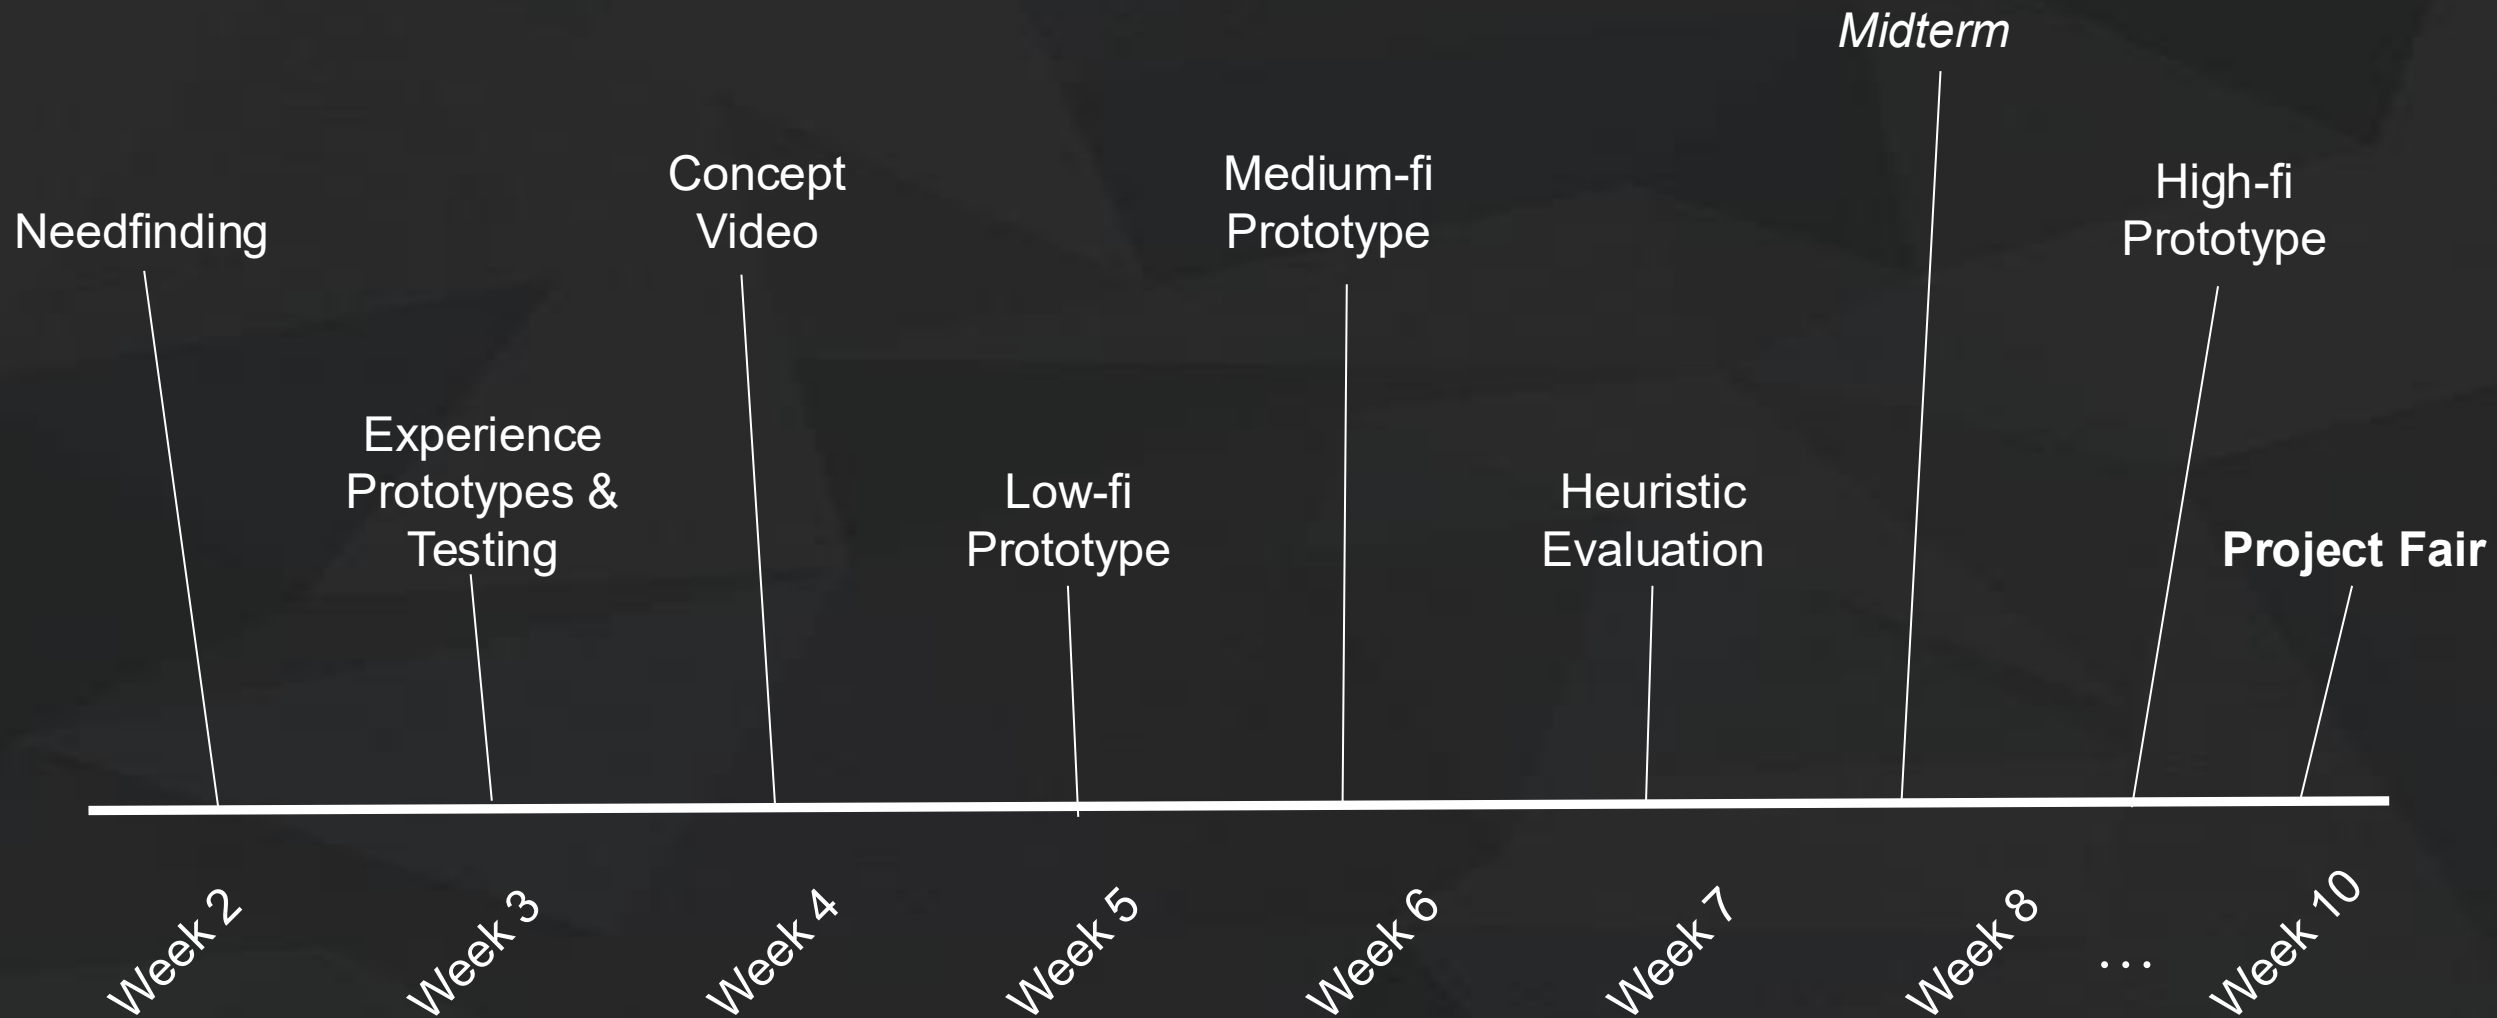 Midterm
Needfinding
Concept
Video
Medium-fi
Prototype
High-fi
Prototype
Experience
Prototypes &
Testing
Low-fi
Prototype
Heuristic
Evaluation
Project Fair
Week 2
Week 3
Week 4
Week 5
Week 6
Week 7
Week 8
...
Week 10